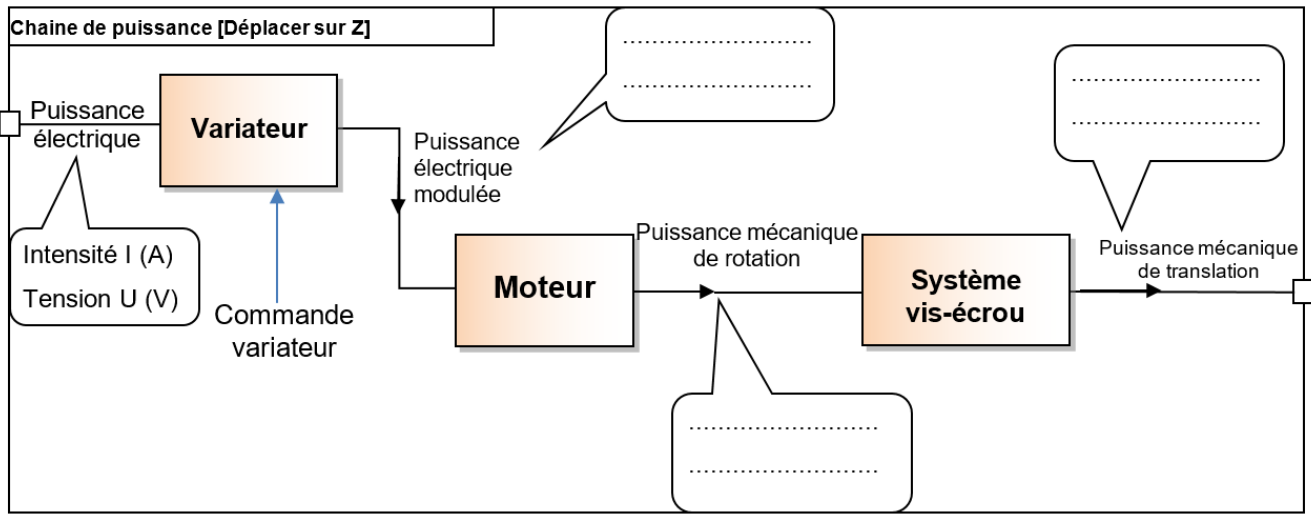 Chaine de puissance [Déplacer sur Z]
Puissance
électrique
Variateur
Puissance
électrique
modulée
........................
........................
........................
........................
Intensité I (A)
Tension U (V)
Commande
variateur
Moteur
Puissance mécanique
de rotation
Système
vis-écrou
Puissance mécanique
de translation
........................
........................